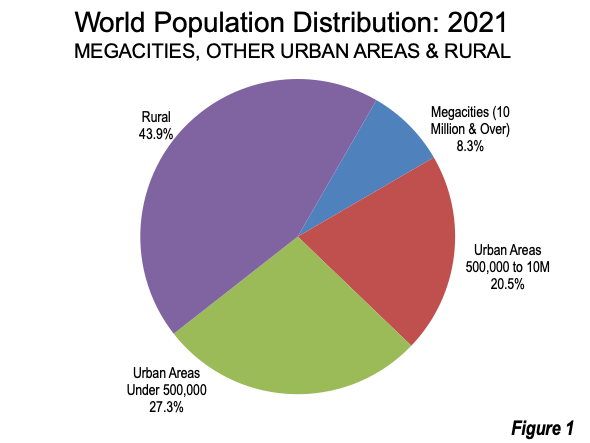 World Population Distribution: 2021
MEGACITIES, OTHER URBAN AREAS & RURAL
Rural
43.9%
Megacities (10
Million & Over)
8.3%
Urban Areas
500,000 to 10M
20.5%
Urban Areas
Under 500,000
27.3%
Figure 1